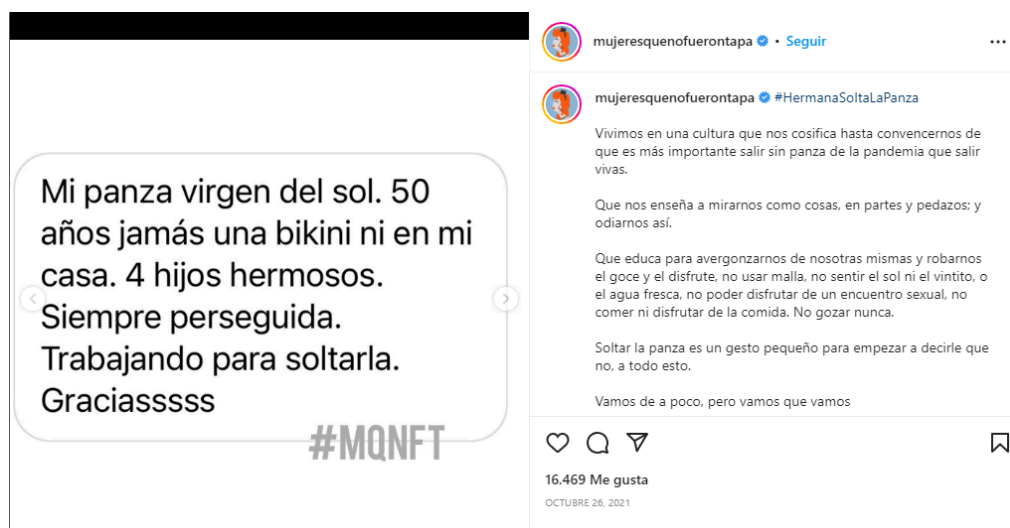 Mi panza virgen del sol. 50
años jamás una bikini ni en mi
casa. 4 hijos hermosos.
Siempre perseguida.
Trabajando para soltarla.
Graciasssss
#MQNFT
mujeresquenofuerontapa • Seguir
mujeresquenofuerontapa #HermanaSoltaLaPanza
Vivimos en una cultura que nos cosifica hasta convencernos de
que es más importante salir sin panza de la pandemia que salir
vivas.
Que nos enseña a mirarnos como cosas, en partes y pedazos; y
odiarnos así.
Que educa para avergonzarnos de nosotras mismas y robarnos
el goce y el disfrute, no usar malla, no sentir el sol ni el vintito, o
el agua fresca, no poder disfrutar de un encuentro sexual, no
comer ni disfrutar de la comida. No gozar nunca.
Soltar la panza es un gesto pequeño para empezar a decirle que
no, a todo esto.
Vamos de a poco, pero vamos que vamos
16.469 Me gusta
OCTUBRE 26, 2021